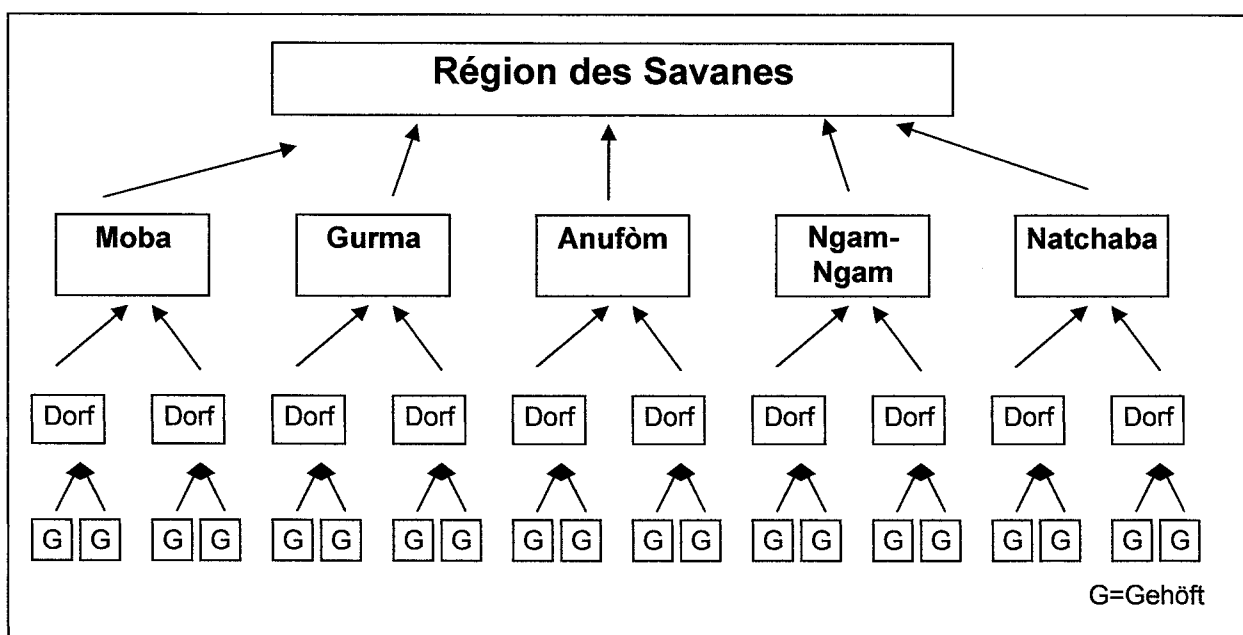 Région des Savanes
Moba Gurma Anufòm Ngam- Natchaba
Ngam
Dorf Dorf Dorf Dorf Dorf Dorf Dorf Dorf Dorf Dorf
G G G G G G G G G G G G G G G G G G G G
G=Gehöft